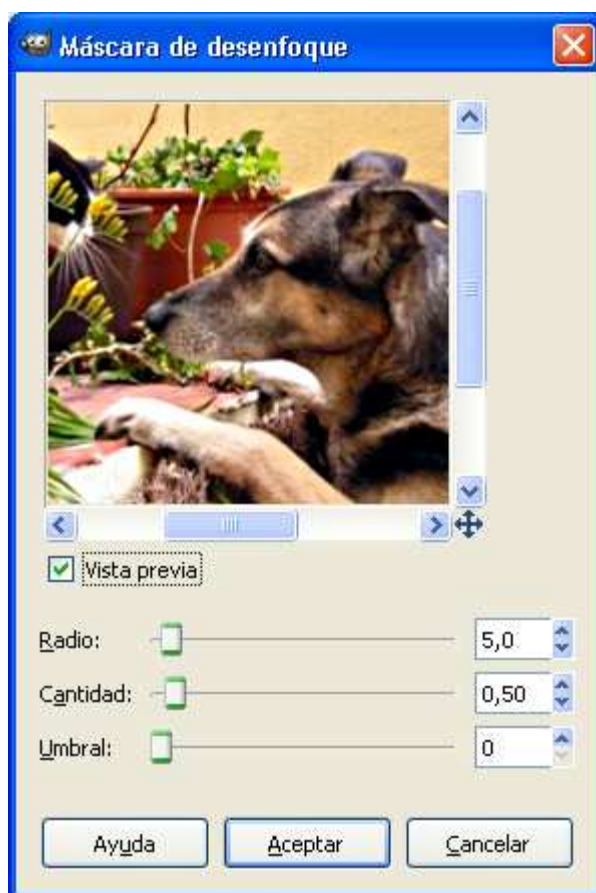 Máscara de desenfoque
Vista previa
Radio: 5,0
Cantidad: 0,50
Umbral: 0
Ayuda Aceptar Cancelar